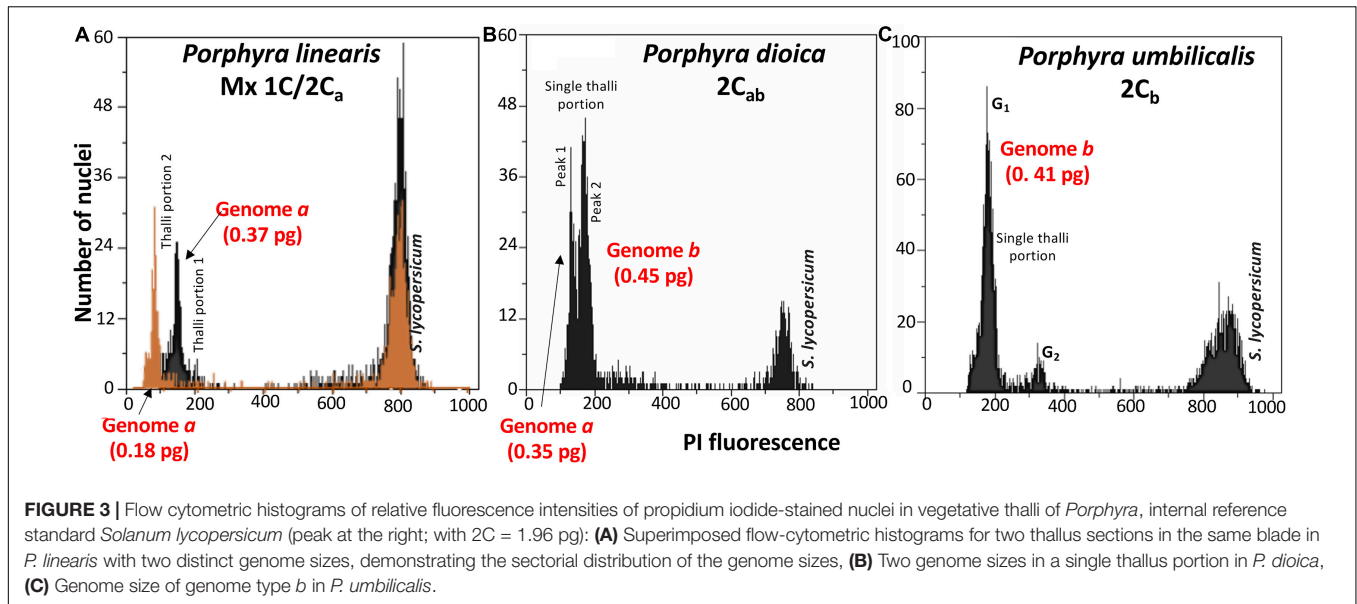 A
Porphyra linearis
Mx 1C/2Ca
Number of nuclei
60
48
36
24
12
0
Thalli portion 2
Thalli portion 1
Genome a
(0.37 pg)
S. lycopersicum
0
200
400
600
800
1000
Genome a
(0.18 pg)
B
Porphyra dioica
2Cab
60
48
36
24
12
0
Single thalli
portion
Peak 1
Peak 2
Genome b
(0.45 pg)
S. lycopersicum
0
200
400
600
800
1000
Genome a
(0.35 pg)
PI fluorescence
C
Porphyra umbilicalis
2Cb
100
80
60
40
20
0
G1
Genome b
(0. 41 pg)
Single thalli
portion
G2
S. lycopersicum
0
200
400
600
800
1000
FIGURE 3 | Flow cytometric histograms of relative fluorescence intensities of propidium iodide-stained nuclei in vegetative thalli of Porphyra, internal reference
standard Solanum lycopersicum (peak at the right; with 2C = 1.96 pg): (A) Superimposed flow-cytometric histograms for two thallus sections in the same blade in
P. linearis with two distinct genome sizes, demonstrating the sectorial distribution of the genome sizes, (B) Two genome sizes in a single thallus portion in P. dioica,
(C) Genome size of genome type b in P. umbilicalis.